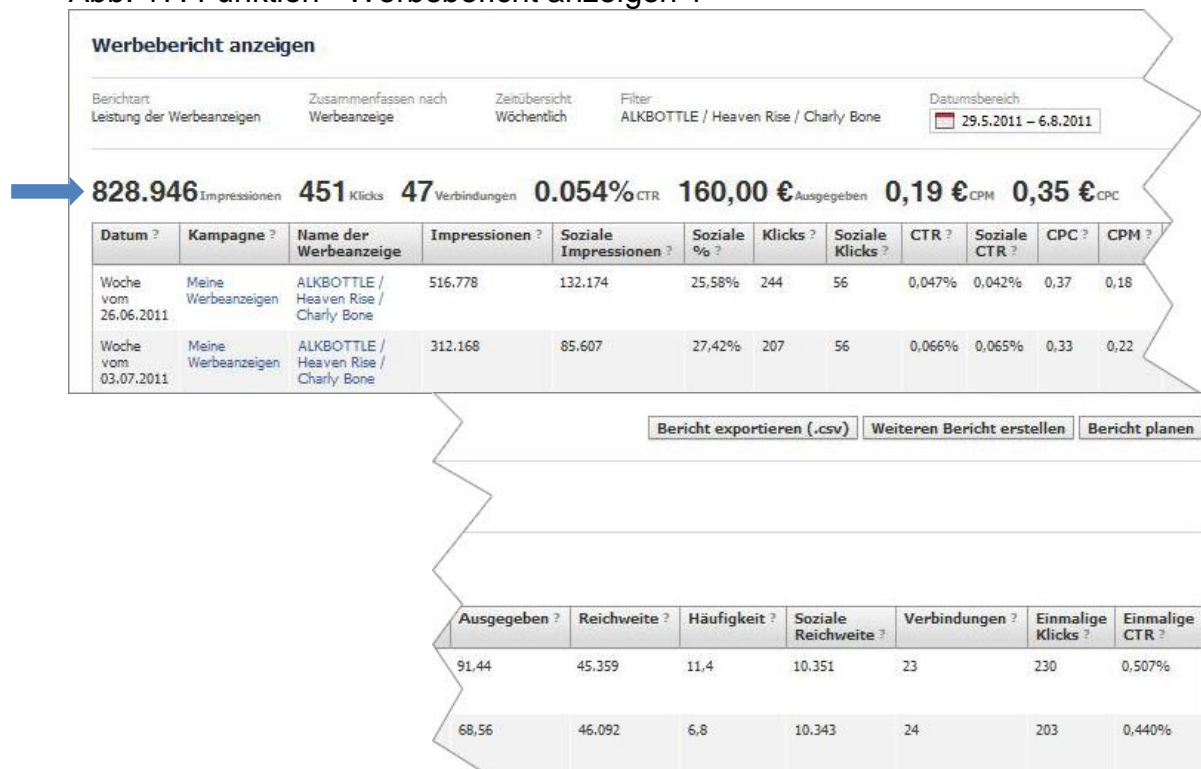 Werbebericht anzeigen
Berichtart Zusammenfassen nach Zeitübersicht Filter Datumsbereich
Leistung der Werbeanzeigen Werbeanzeige Wöchentlich ALKBOTTLE / Heaven Rise / Charly Bone 29.5.2011 – 6.8.2011
828.946 Impressionen 451 Klicks 47 Verbindungen 0.054% CTR 160,00 € Ausgegeben 0,19 € CPM 0,35 € CPC
Datum ? Kampagne ? Name der Impressionen ? Soziale Soziale Klicks ? Soziale CTR ? Soziale CPC ? CPM ?
Werbeanzeige Impressionen ? % ? Klicks ? CTR ?
Woche Meine ALKBOTTLE / 516.778 132.174 25,58% 244 56 0,047% 0,042% 0,37 0,18
vom Werbeanzeigen Heaven Rise /
26.06.2011 Charly Bone
Woche Meine ALKBOTTLE / 312.168 85.607 27,42% 207 56 0,066% 0,065% 0,33 0,22
vom Werbeanzeigen Heaven Rise /
03.07.2011 Charly Bone
Bericht exportieren (.csv) Weiteren Bericht erstellen Bericht planen
Ausgegeben ? Reichweite ? Häufigkeit ? Soziale Verbindungen ? Einmalige Einmalige
Reichweite ? Klicks ? CTR ?
91,44 45.359 11,4 10.351 23 230 0,507%
68,56 46.092 6,8 10.343 24 203 0,440%